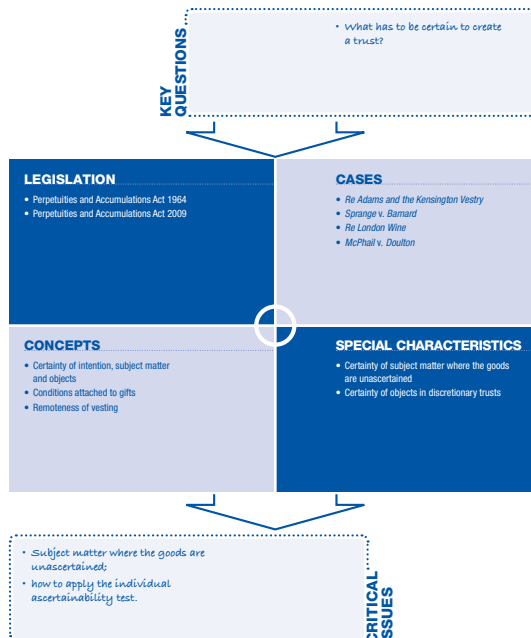 KEY
QUESTIONS
• What has to be certain to create
a trust?
LEGISLATION
• Perpetuities and Accumulations Act 1964
• Perpetuities and Accumulations Act 2009
CASES
• Re Adams and the Kensington Vestry
• Sprange v. Barnard
• Re London Wine
• McPhail v. Doulton
CONCEPTS
• Certainty of intention, subject matter
and objects
• Conditions attached to gifts
• Remoteness of vesting
SPECIAL CHARACTERISTICS
• Certainty of subject matter where the goods
are unascertained
• Certainty of objects in discretionary trusts
• Subject matter where the goods are
unascertained;
• how to apply the individual
ascertainability test.
CRITICAL
ISSUES